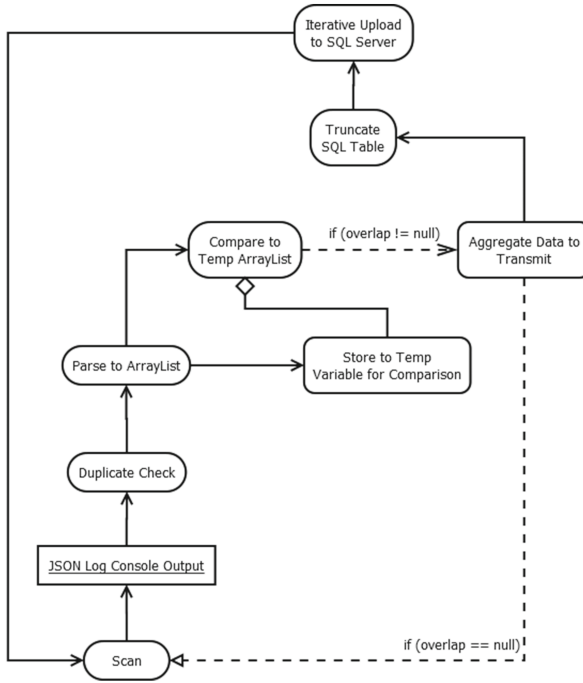 Iterative Upload
to SQL Server
Truncate
SQL Table
Compare to
Temp ArrayList
if (overlap != null)
Aggregate Data to
Transmit
Parse to ArrayList
Store to Temp
Variable for Comparison
Duplicate Check
JSON Log Console Output
if (overlap == null)
Scan